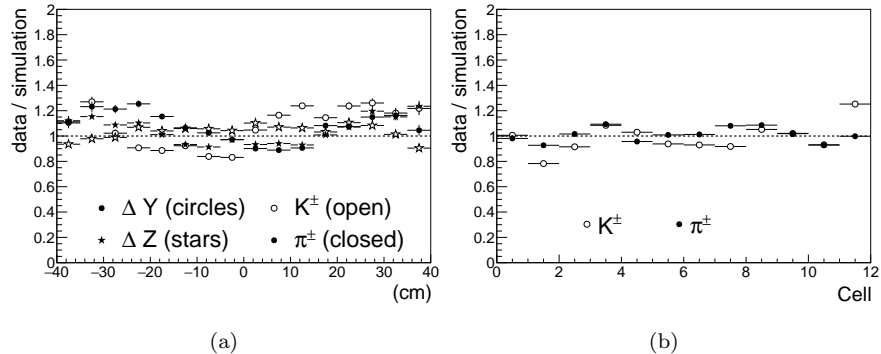 data / simulation
2
1.8
1.6
1.4
1.2
1
0.8
0.6
0.4
0.2
0
−40 −30 −20 −10 0 10 20 30 40
(cm)
Δ Y (circles)
K± (open)
Δ Z (stars)
π± (closed)
(a)
data / simulation
2
1.8
1.6
1.4
1.2
1
0.8
0.6
0.4
0.2
0
0 2 4 6 8 10 12
Cell
K±
π±
(b)